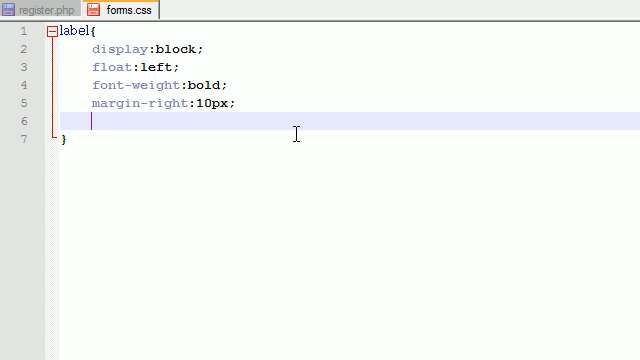 register.php forms.css
1 label{
2 display:block;
3 float:left;
4 font-weight:bold;
5 margin-right:10px;
6
7 }